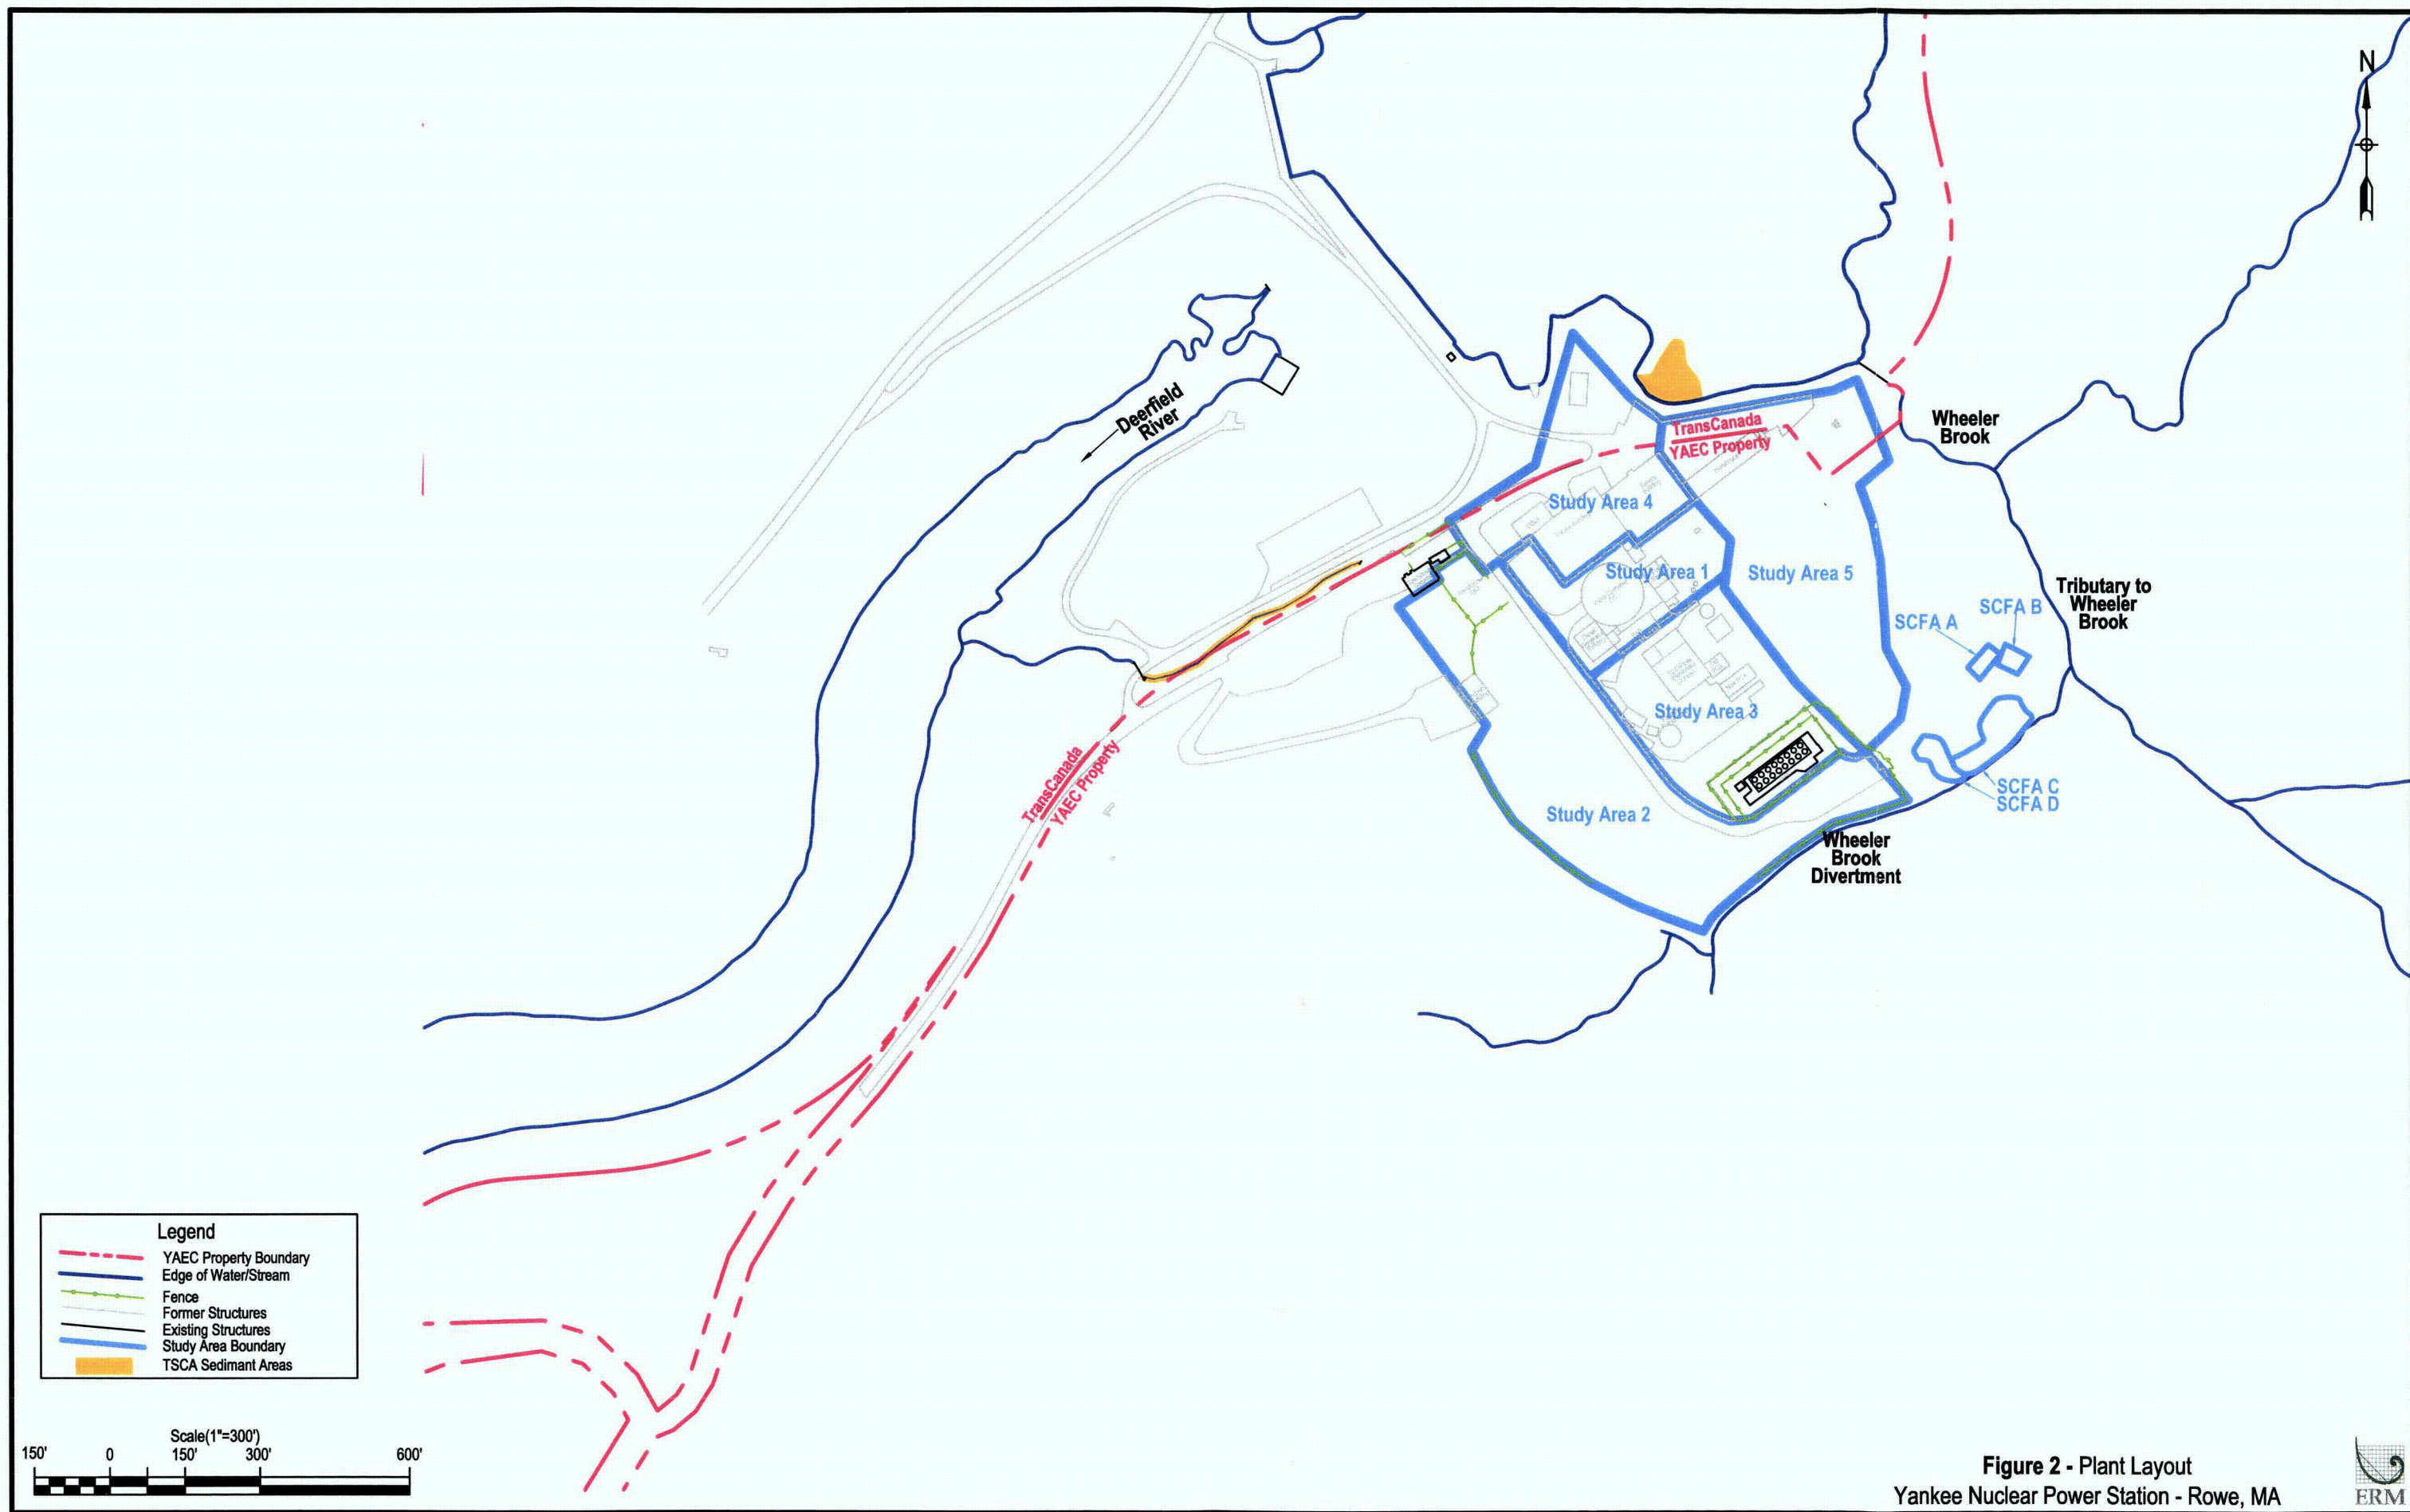 N
Deerfield
River
Wheeler
Brook
TransCanada
YAEC Property
Study Area 4
Study Area 1
Study Area 5
Tributary to
Wheeler
Brook
SCFA B
SCFA A
Study Area 3
TransCanada
YAEC Property
SCFA C
SCFA D
Study Area 2
Wheeler
Brook
Divertment
Legend
YAEC Property Boundary
Edge of Water/Stream
Fence
Former Structures
Existing Structures
Study Area Boundary
TSCA Sedimant Areas
Scale(1"=300')
150' 0 150' 300' 600'
Figure 2 - Plant Layout
Yankee Nuclear Power Station - Rowe, MA
ERM